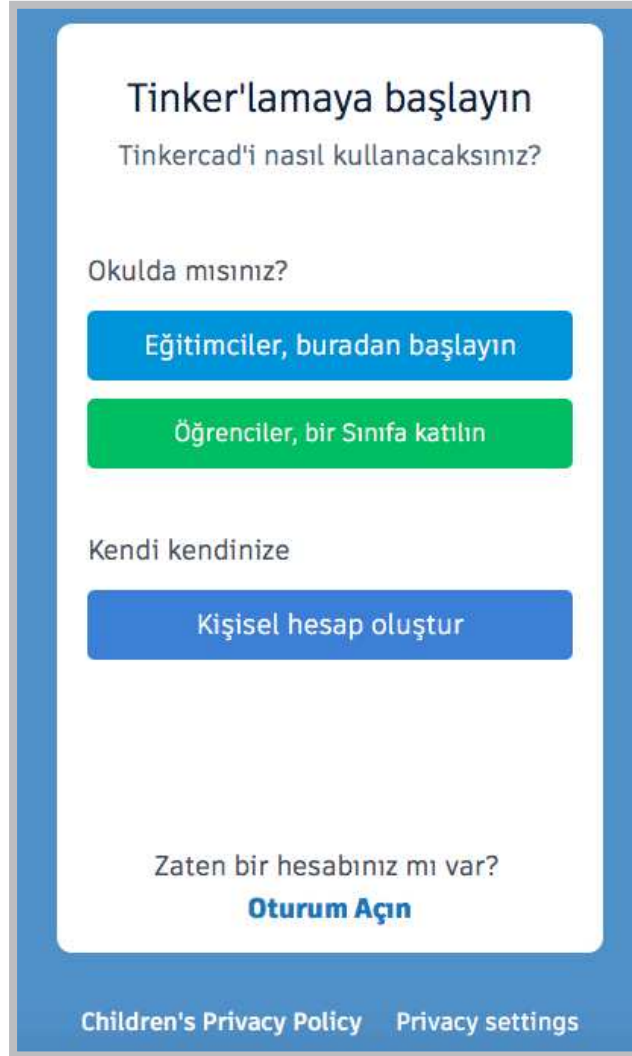 Tinker'lamaya başlayın
Tinkercad'i nasıl kullanacaksınız?
Okulda mısınız?
Eğitimciler, buradan başlayın
Öğrenciler, bir Sınıfa katılın
Kendi kendinize
Kişisel hesap oluştur
Zaten bir hesabınız mı var?
Oturum Açın
Children's Privacy Policy Privacy settings